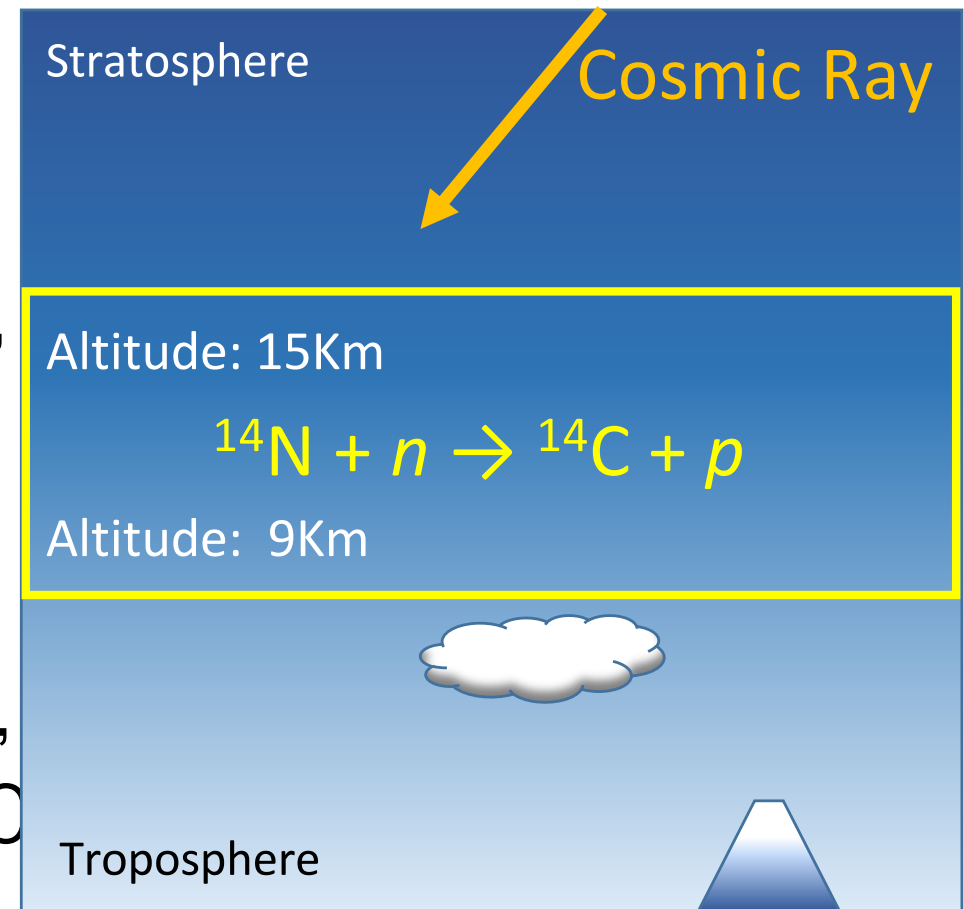 Stratosphere
Cosmic Ray
,
Altitude: 15Km
¹⁴N + n → ¹⁴C + p
Altitude:  9Km
,
Troposphere